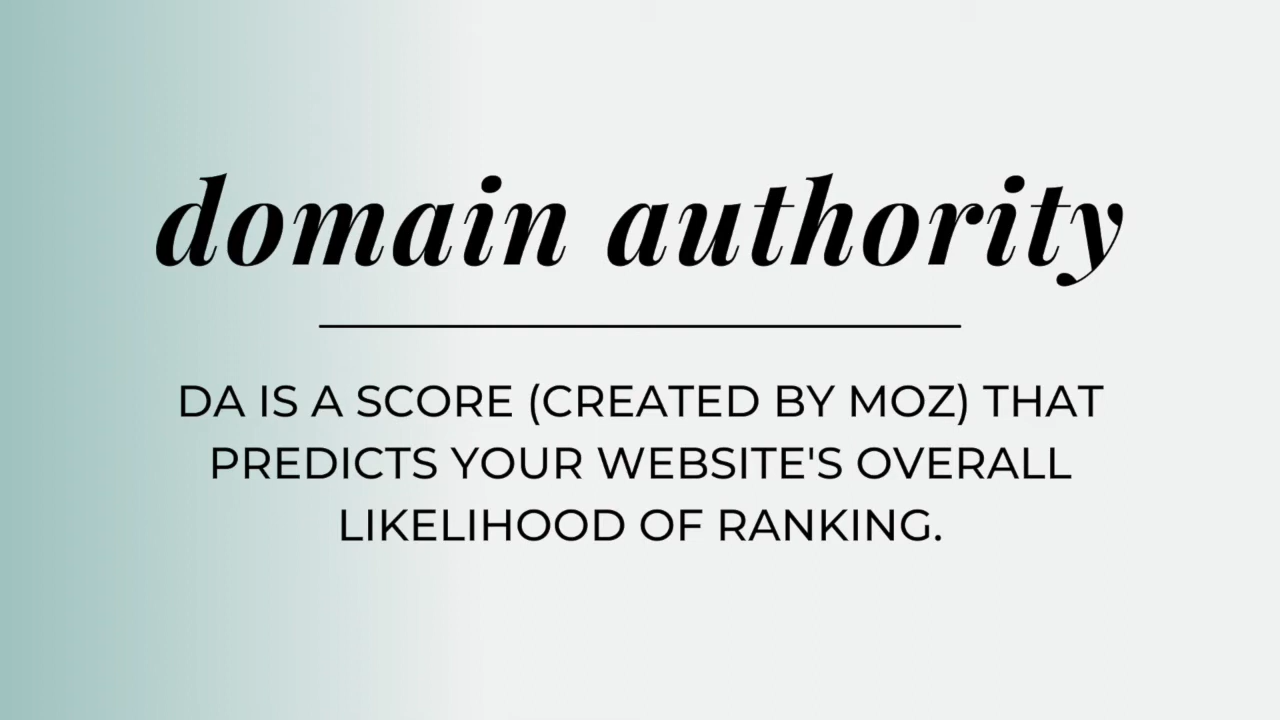 domain authority
DA IS A SCORE (CREATED BY MOZ) THAT
PREDICTS YOUR WEBSITE'S OVERALL
LIKELIHOOD OF RANKING.